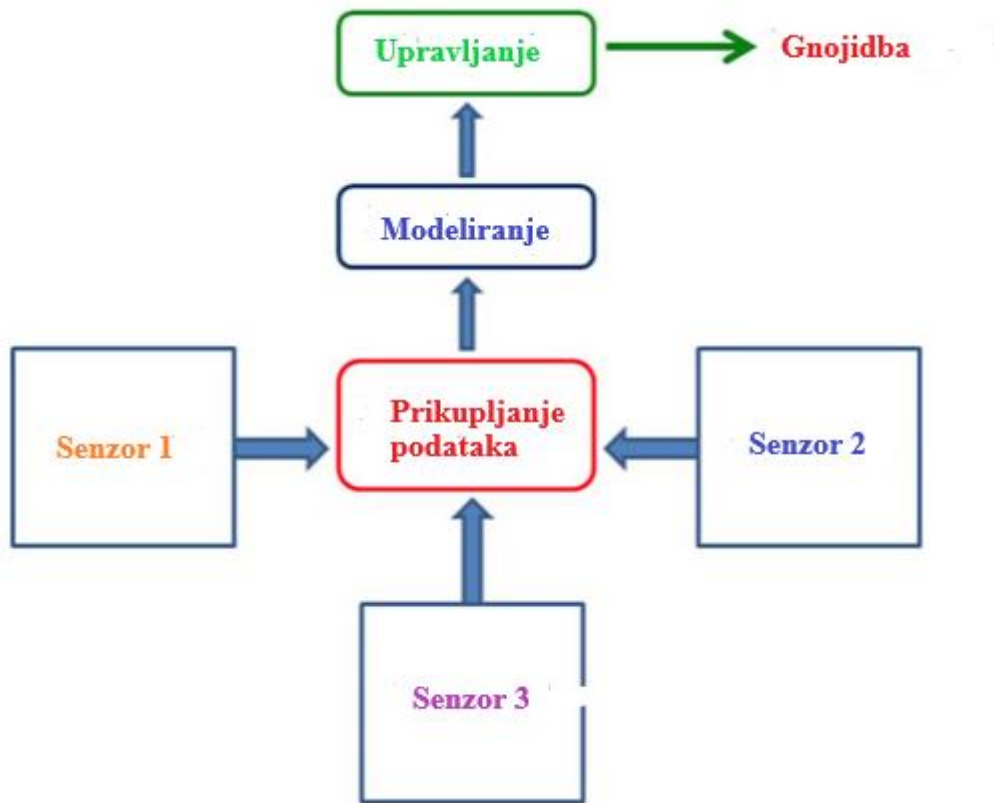 Upravljanje
Gnojidba
Modeliranje
Prikupljanje
podataka
Senzor 1
Senzor 2
Senzor 3